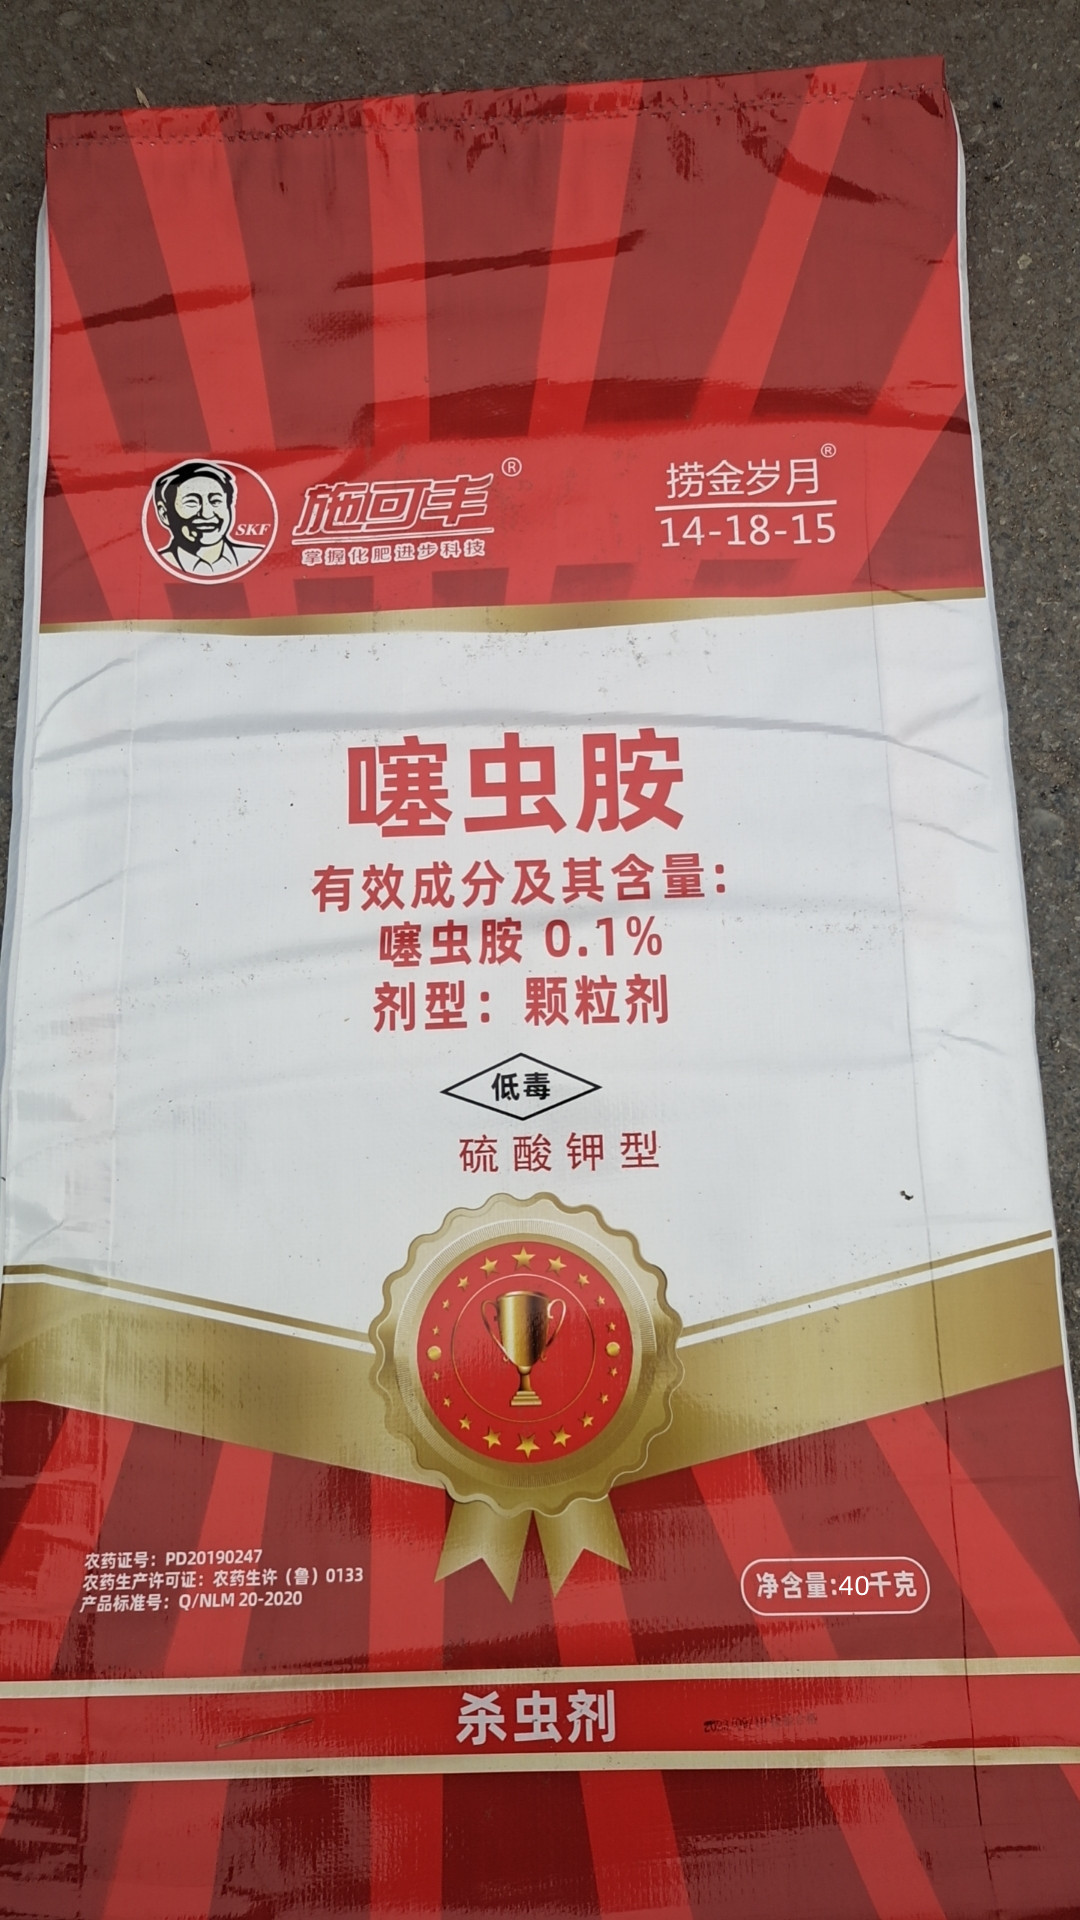 SKF
施可丰®
掌握化肥进步科技
捞金岁月®
14-18-15
噻虫胺
有效成分及其含量：
噻虫胺 0.1%
剂型：颗粒剂
低毒
硫酸钾型
农药证号：PD20190247
农药生产许可证：农药生许（鲁）0133
产品标准号：Q/NLM 20-2020
净含量:40千克
杀虫剂